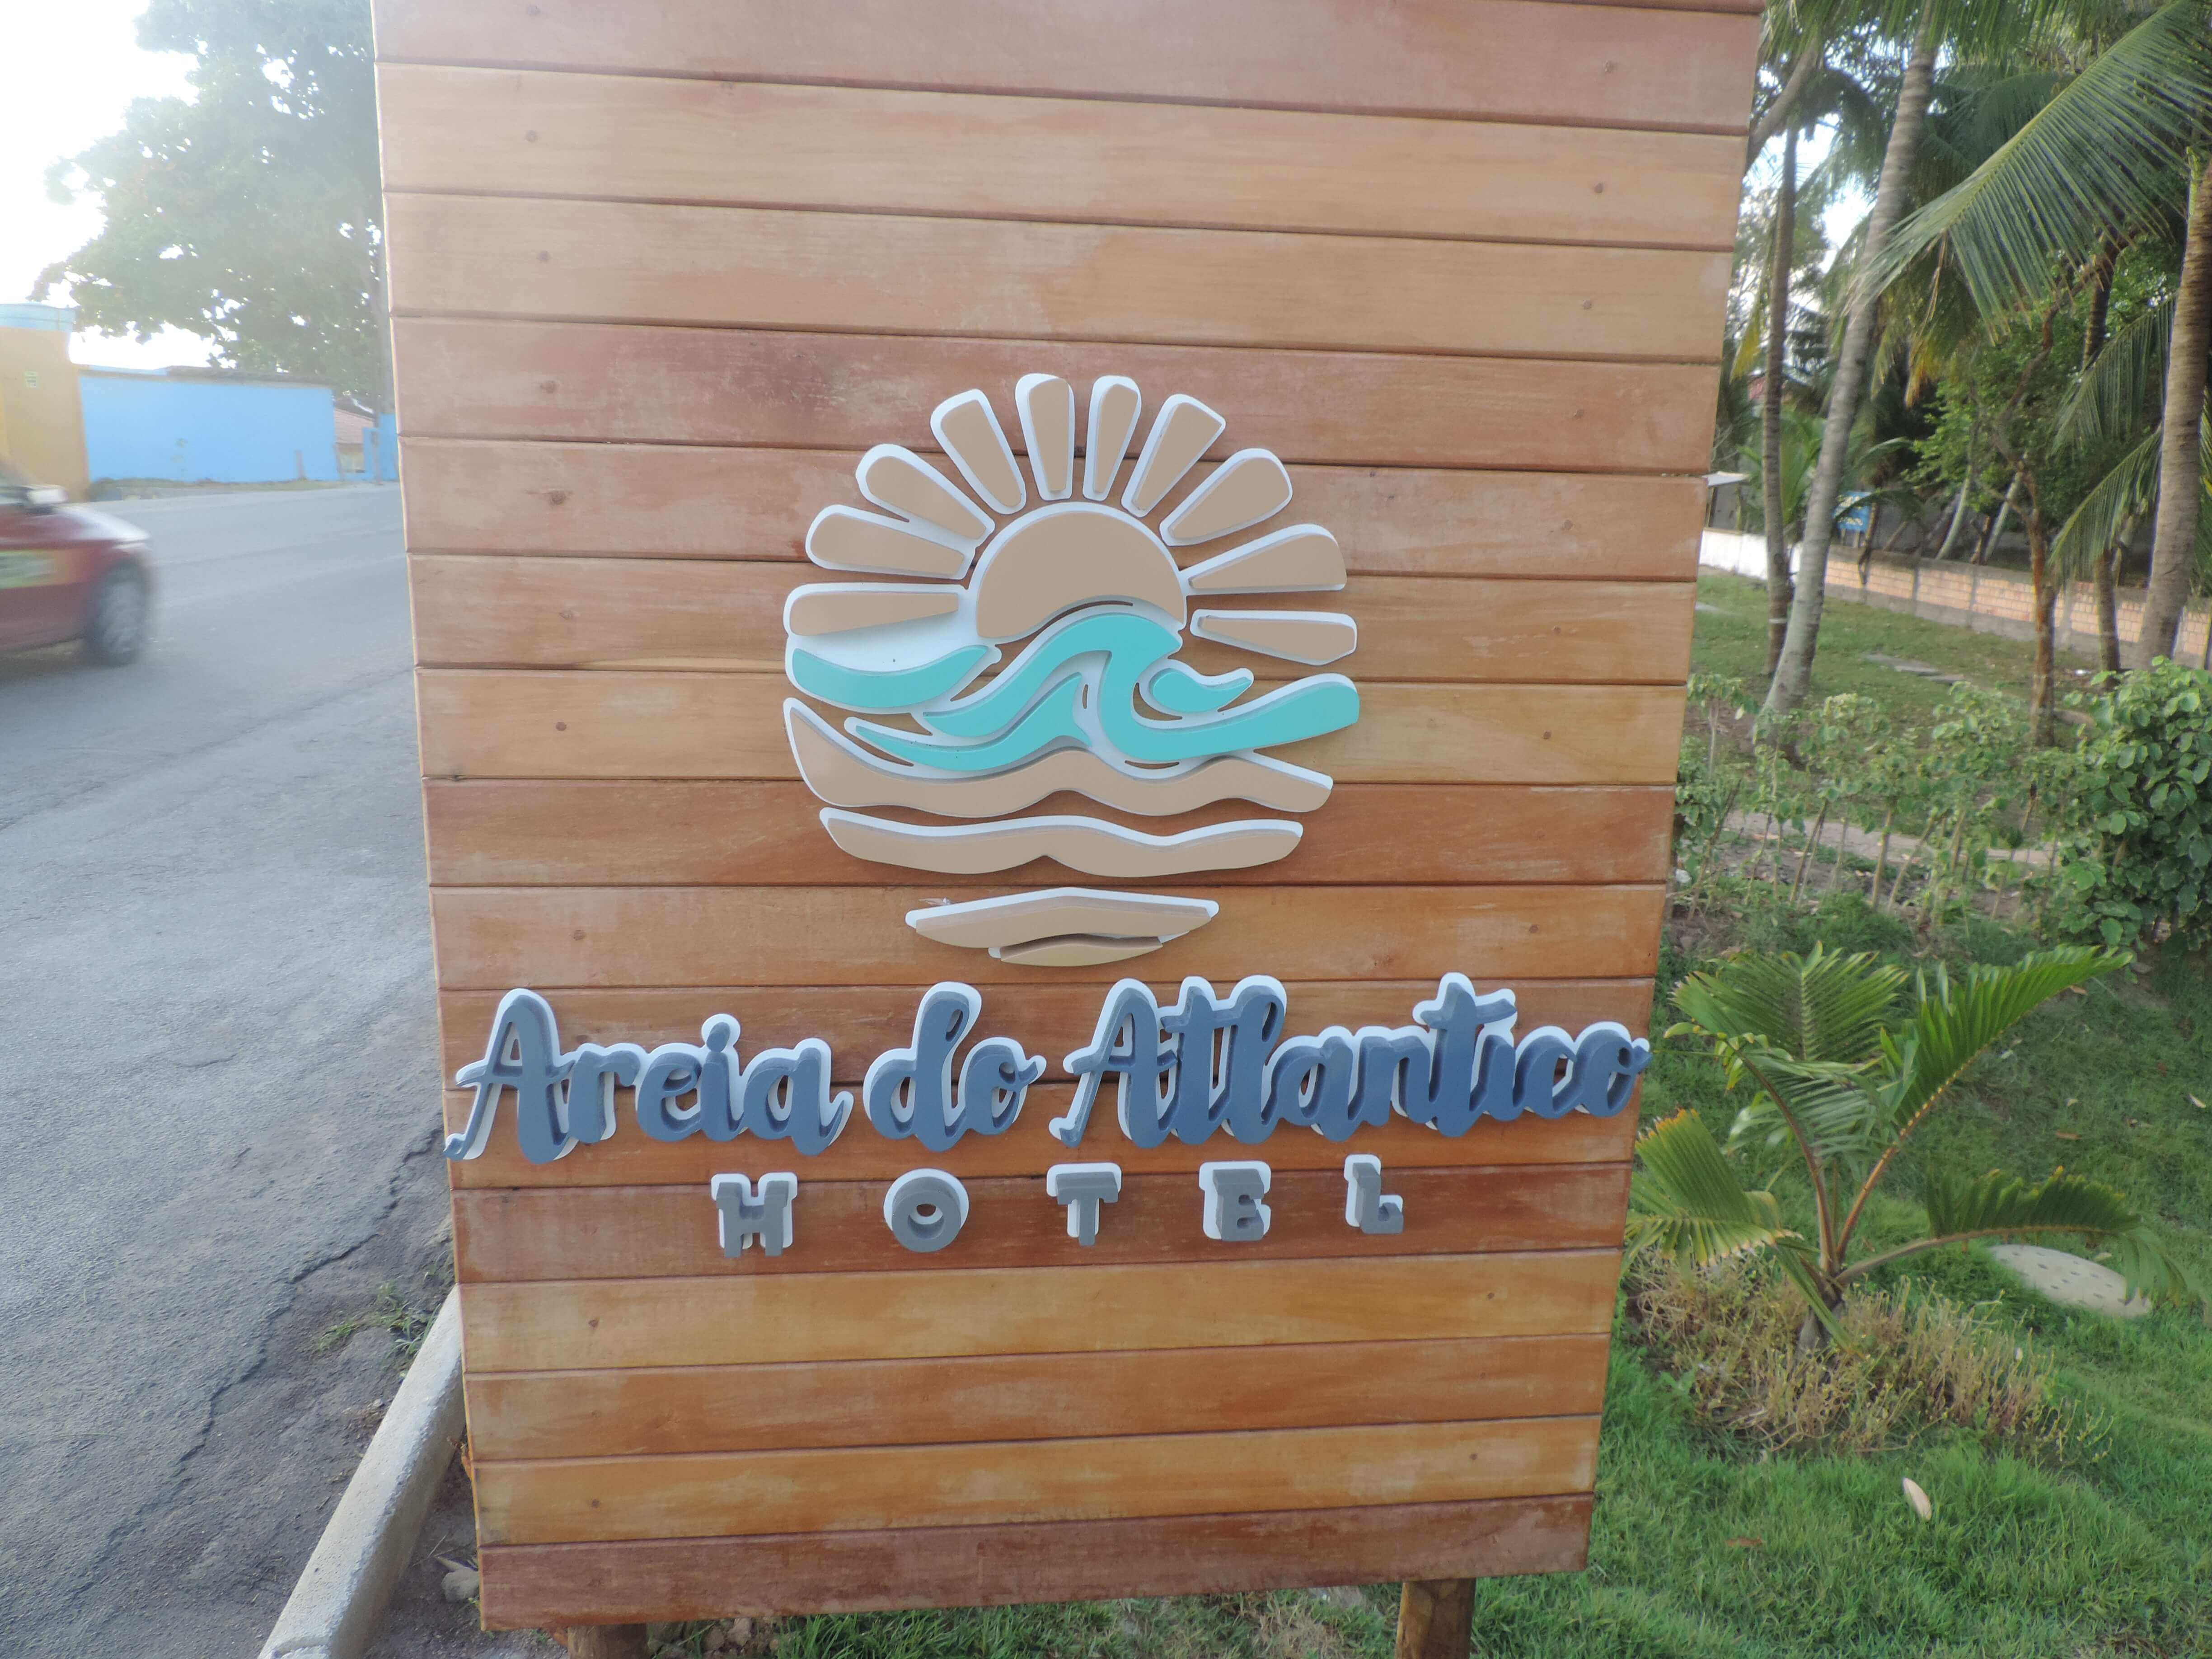 Areia do Atlantico
HOTEL